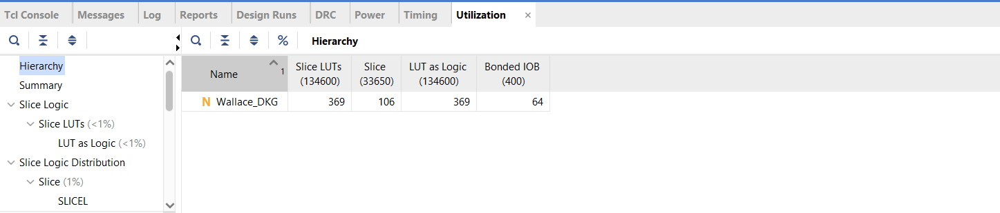 Tcl Console Messages Log Reports Design Runs DRC Power Timing Utilization ×
% Hierarchy
Hierarchy
Summary
Slice Logic
Slice LUTs (<1%)
LUT as Logic (<1%)
Slice Logic Distribution
Slice (1%)
SLICEL
Name 1 Slice LUTs (134600) Slice (33650) LUT as Logic (134600) Bonded IOB (400)
N Wallace_DKG 369 106 369 64